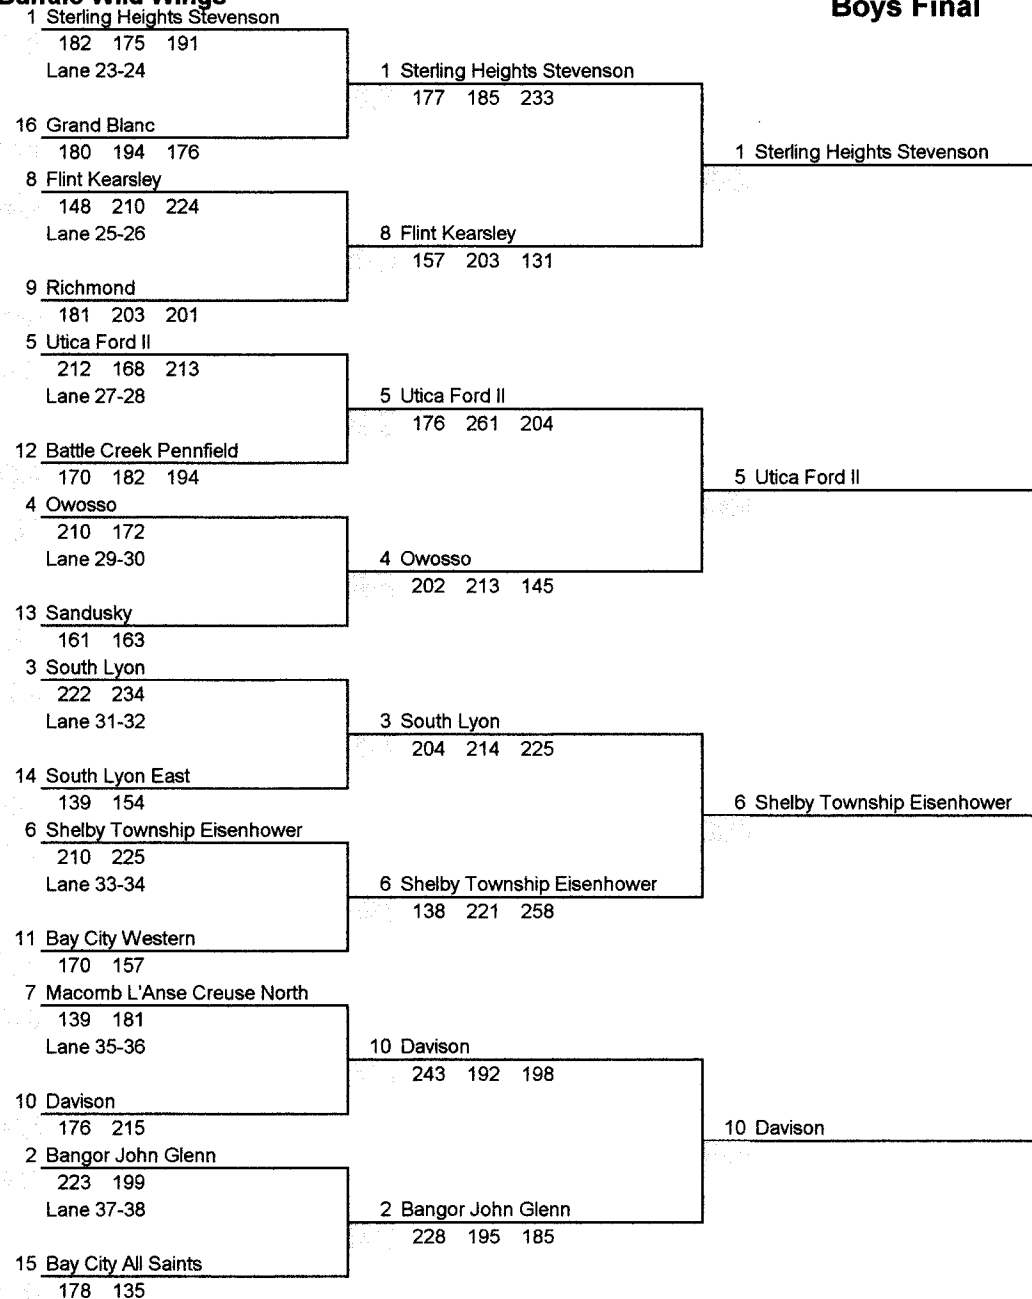 Buffalo Wild Wings
Boys Final
1 Sterling Heights Stevenson
182 175 191
Lane 23-24
1 Sterling Heights Stevenson
177 185 233
16 Grand Blanc
180 194 176
1 Sterling Heights Stevenson
8 Flint Kearsley
148 210 224
Lane 25-26
8 Flint Kearsley
157 203 131
9 Richmond
181 203 201
5 Utica Ford II
212 168 213
Lane 27-28
5 Utica Ford II
176 261 204
12 Battle Creek Pennfield
170 182 194
5 Utica Ford II
4 Owosso
210 172
Lane 29-30
4 Owosso
202 213 145
13 Sandusky
161 163
3 South Lyon
222 234
Lane 31-32
3 South Lyon
204 214 225
14 South Lyon East
139 154
6 Shelby Township Eisenhower
6 Shelby Township Eisenhower
210 225
Lane 33-34
6 Shelby Township Eisenhower
138 221 258
11 Bay City Western
170 157
7 Macomb L'Anse Creuse North
139 181
Lane 35-36
10 Davison
243 192 198
10 Davison
176 215
10 Davison
2 Bangor John Glenn
223 199
Lane 37-38
2 Bangor John Glenn
228 195 185
15 Bay City All Saints
178 135